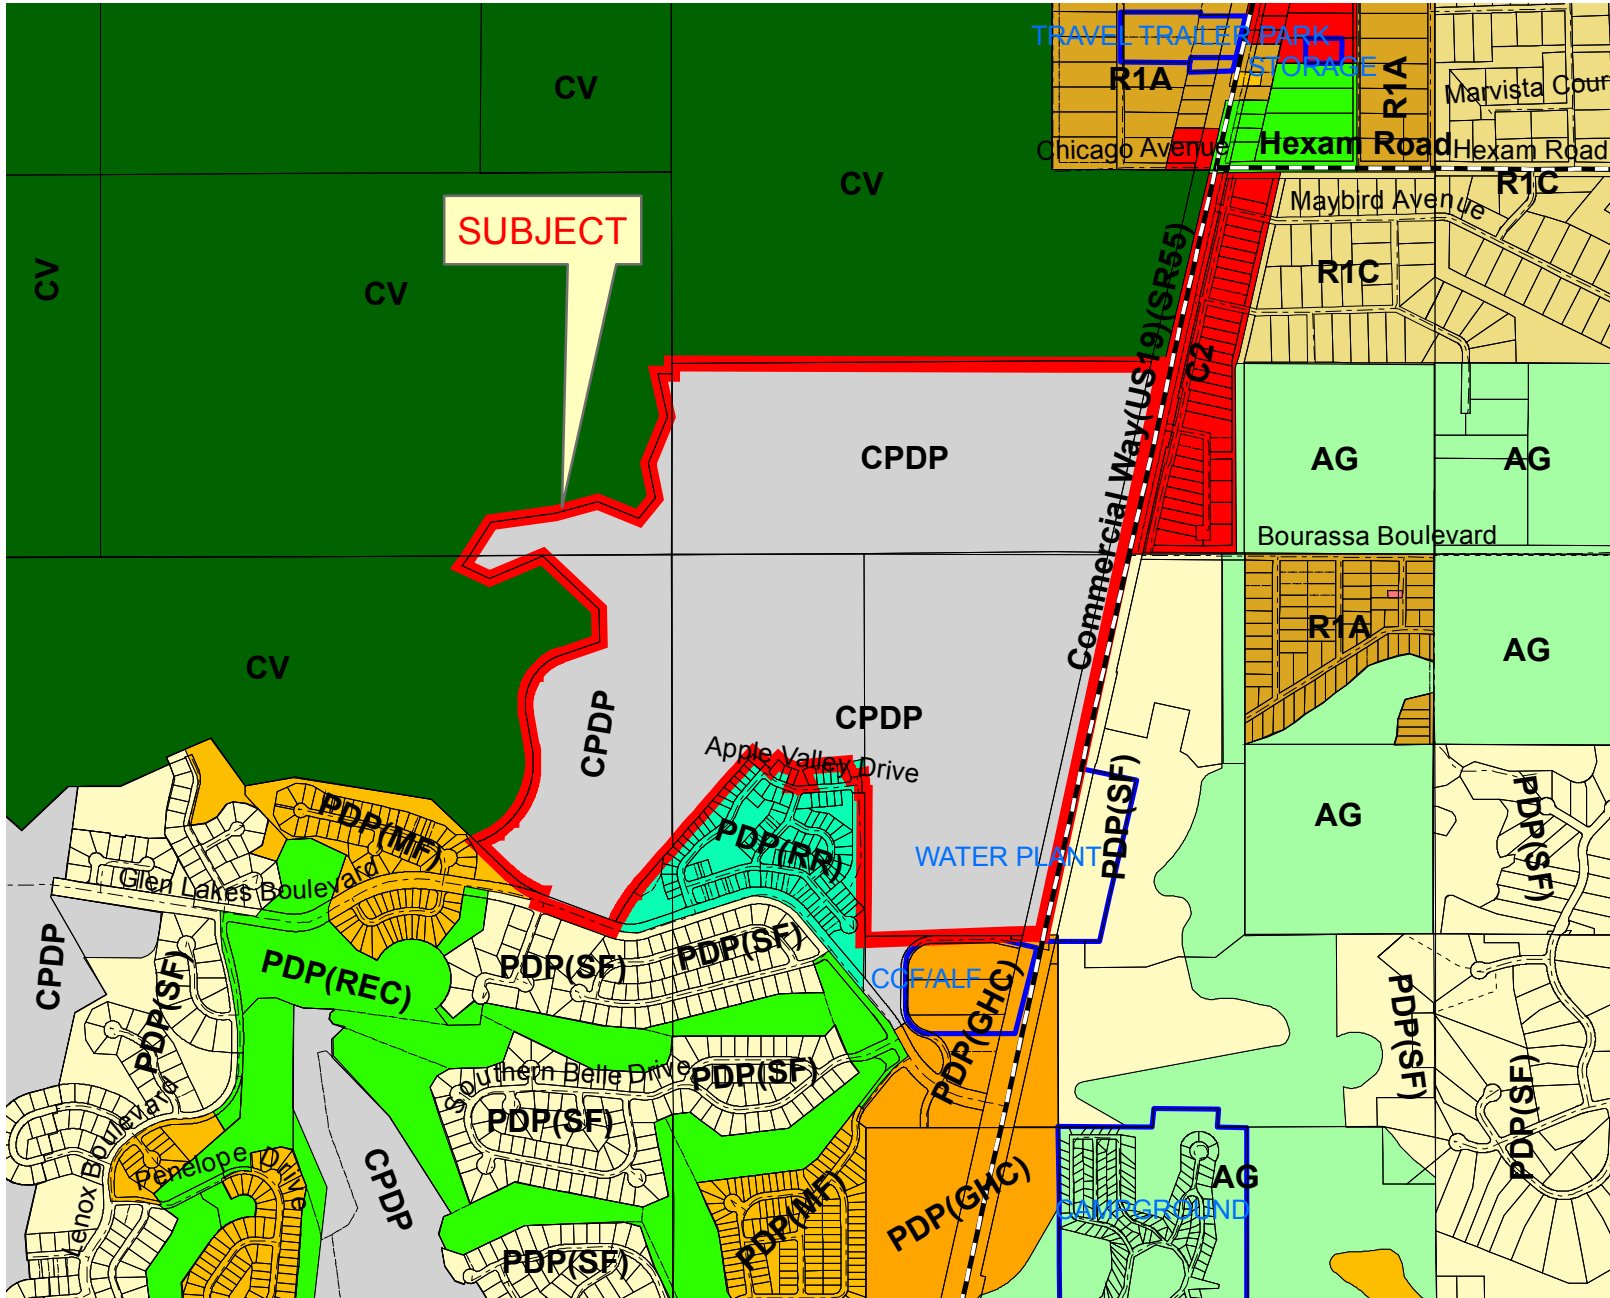 TRAVEL TRAILER PARK
STORAGE
R1A
R1A
Marvista Cour
CV
Chicago Avenue
Hexam Road
Hexam Road
CV
R1C
Maybird Avenue
SUBJECT
CV
CV
R1C
Commercial Way(US19)(SR55)
C2
CPDP
AG
AG
Bourassa Boulevard
R1A
AG
CV
CPDP
CPDP
Apple Valley Drive
PDP(SF)
AG
PDP(SF)
PDP(MF)
PDP(RR)
WATER PLANT
Glen Lakes Boulevard
CPDP
PDP(SF)
PDP(REC)
PDP(SF)
PDP(SF)
CCF/ALF
PDP(GHC)
PDP(SF)
Southern Belle Drive
PDP(SF)
PDP(SF)
PDP(SF)
Lenox Boulevard
Penelope Drive
CPDP
PDP(MF)
PDP(GHC)
AG
CAMPGROUND
PDP(SF)